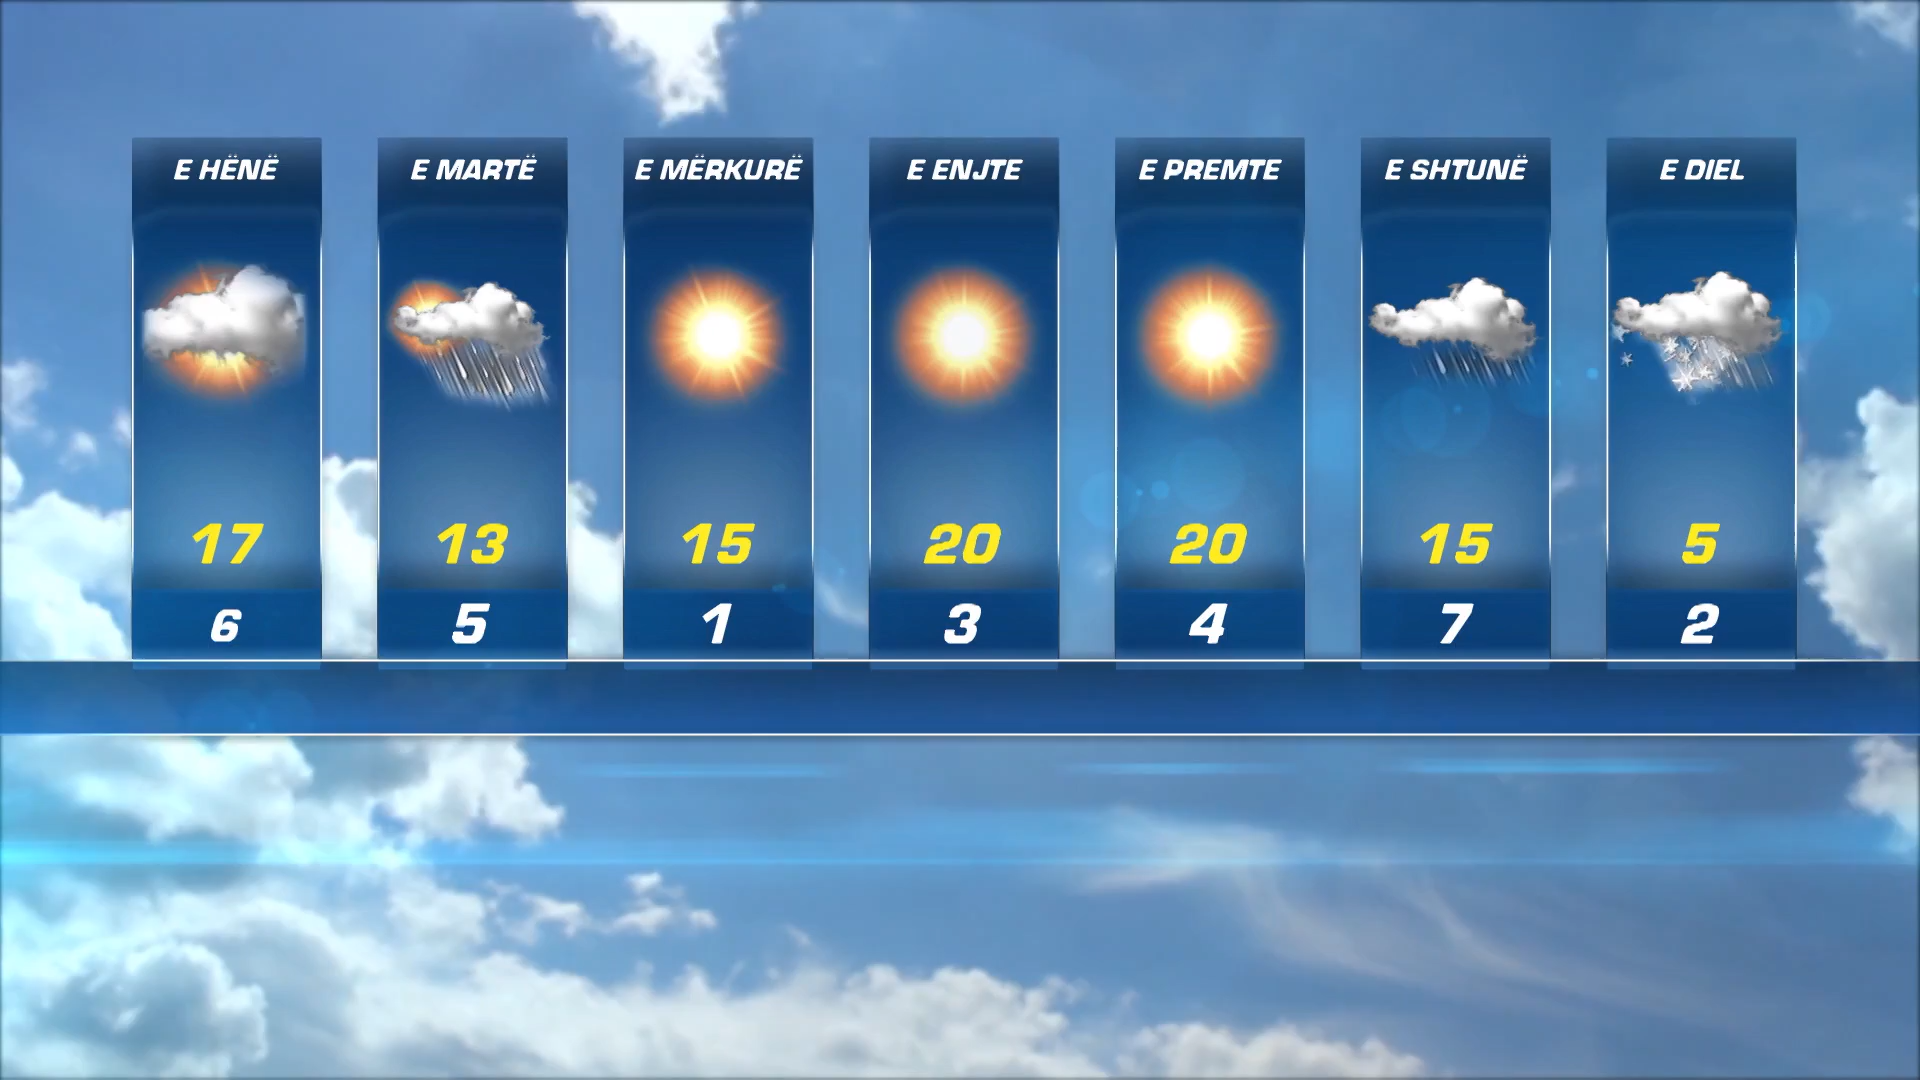 E HËNË
E MARTË
E MËRKURË
E ENJTE
E PREMTE
E SHTUNË
E DIEL
17
13
15
20
20
15
5
6
5
1
3
4
7
2